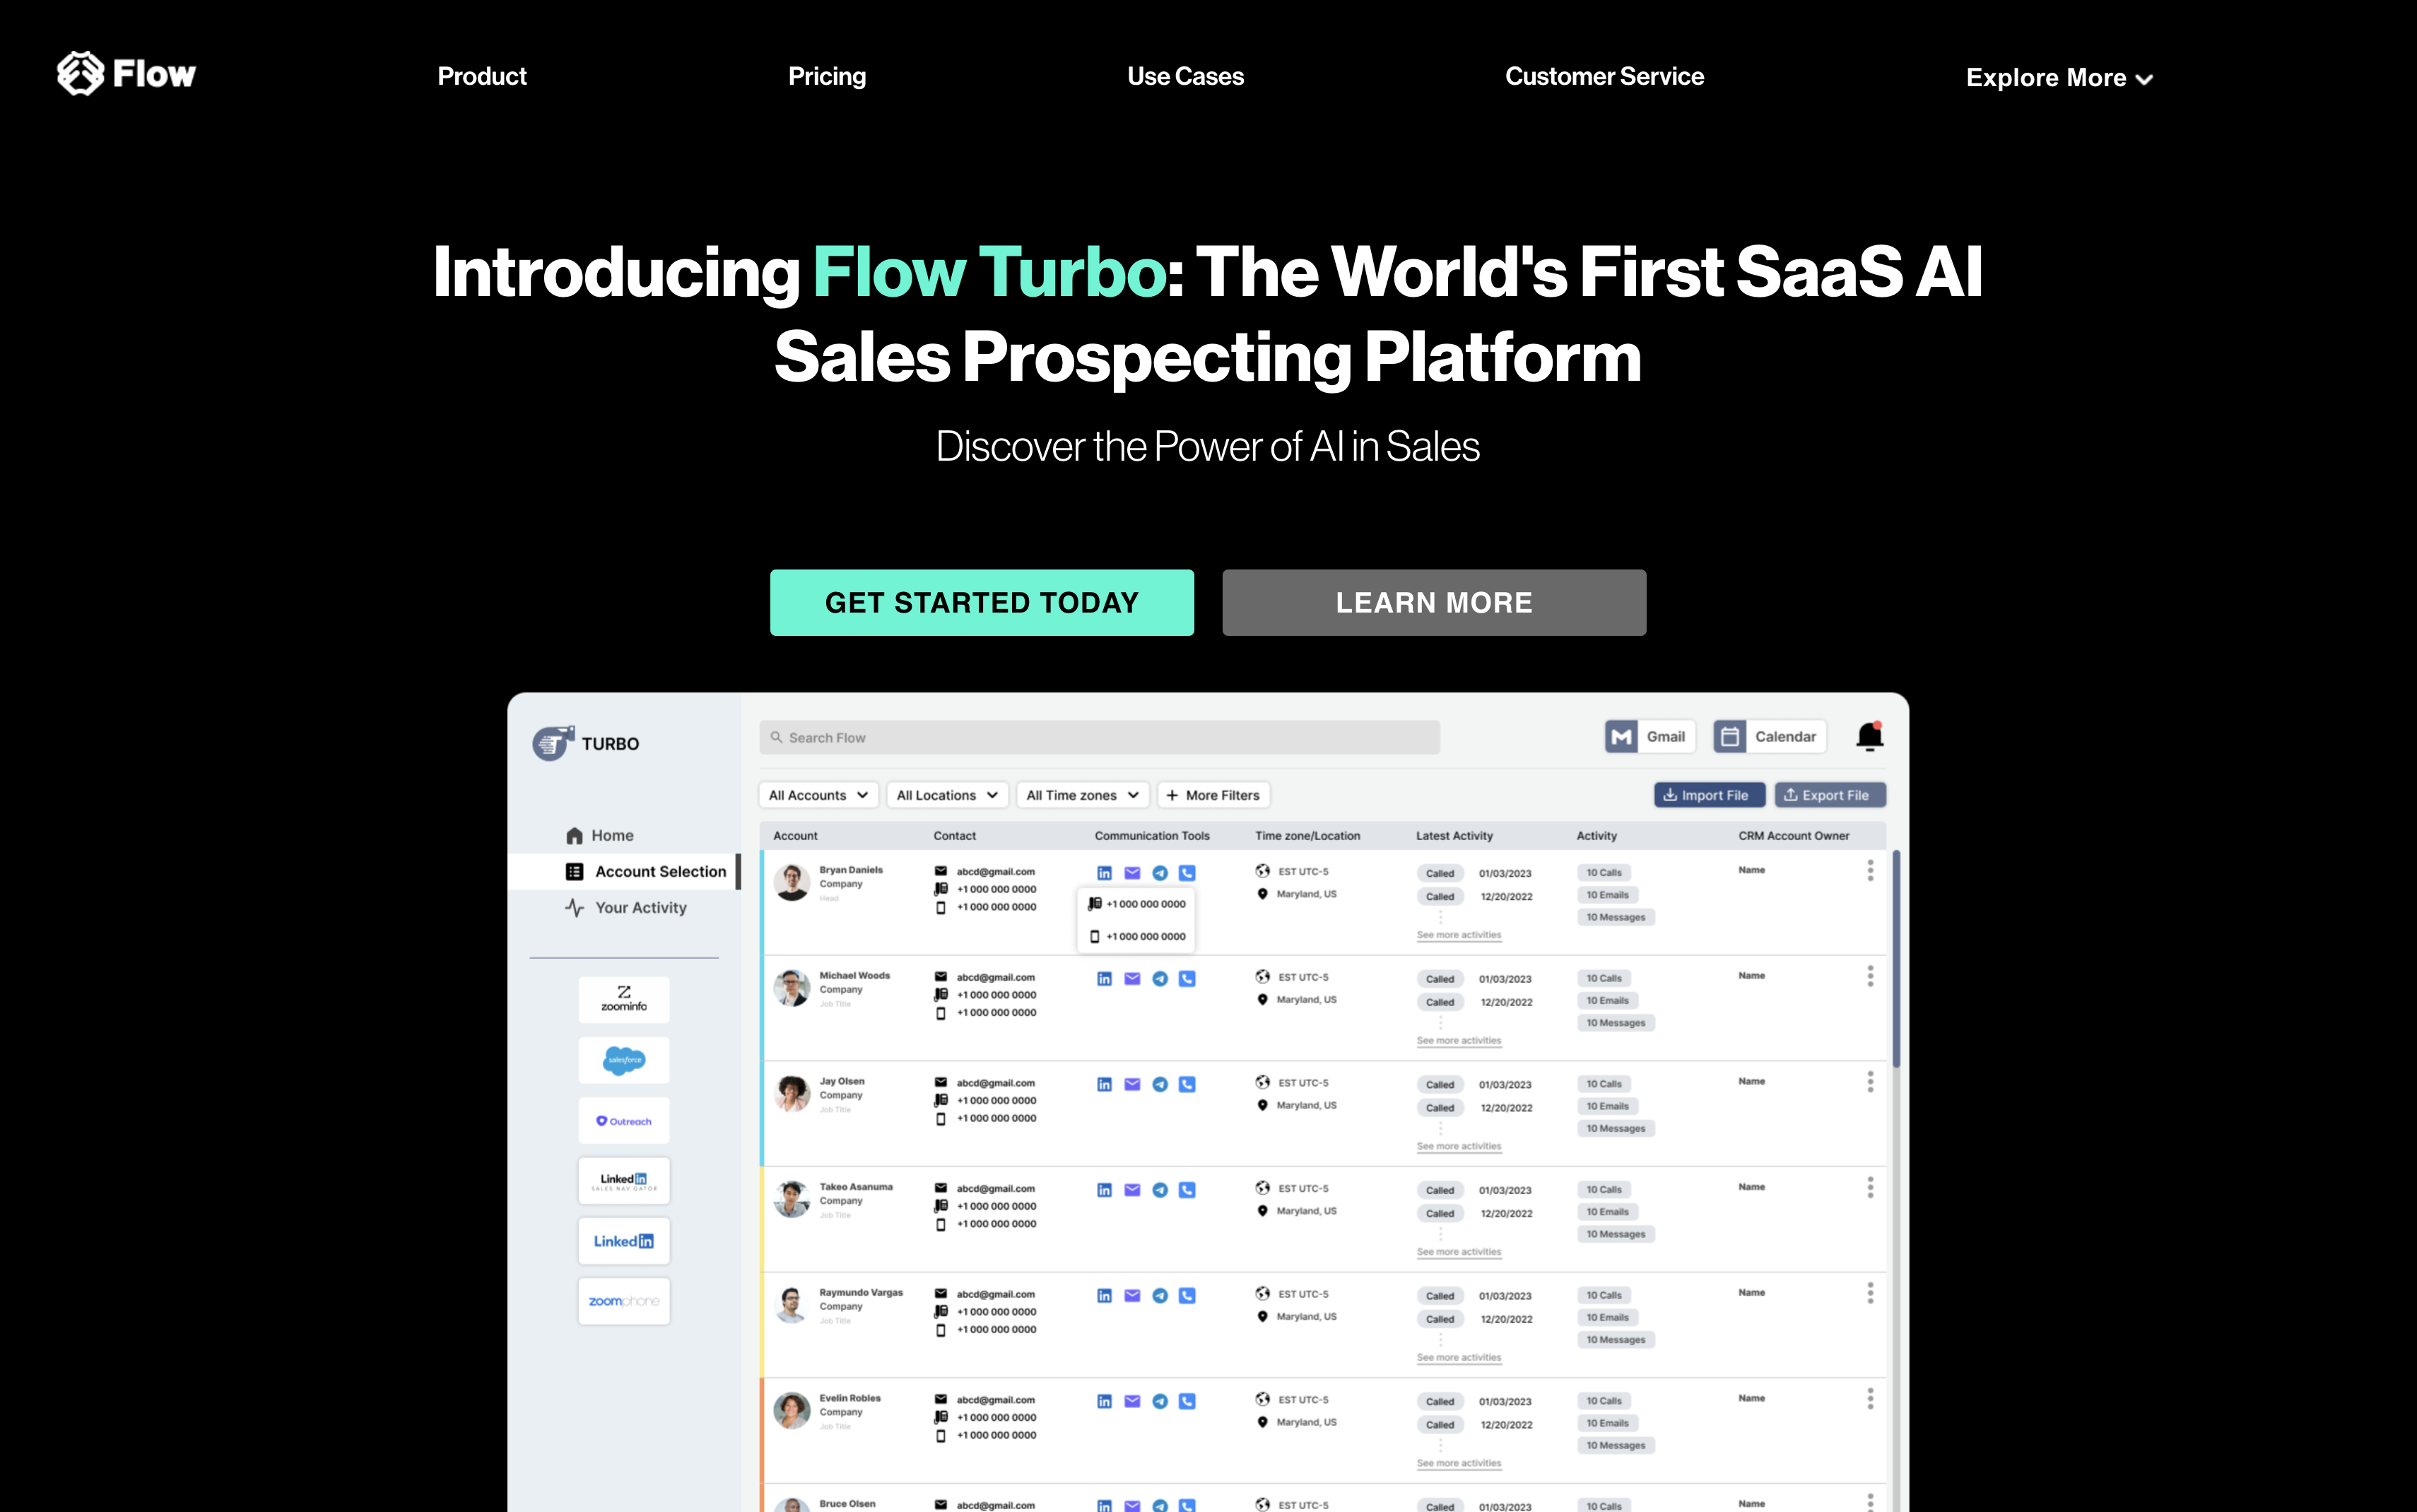 Flow
Product
Pricing
Use Cases
Customer Service
Explore More
Introducing Flow Turbo: The World's First SaaS AI
Sales Prospecting Platform
Discover the Power of AI in Sales
GET STARTED TODAY
LEARN MORE
TURBO
Search Flow
Gmail
Calendar
All Accounts
All Locations
All Time zones
More Filters
Import File
Export File
Home
Account Selection
Your Activity
zoominfo
salesforce
Outreach
Linked in
SALES NAVIGATOR
Linked in
zoomphone
Account
Contact
Communication Tools
Time zone/Location
Latest Activity
Activity
CRM Account Owner
Bryan Daniels
Company
Head
abcd@gmail.com
+1 000 000 0000
+1 000 000 0000
+1 000 000 0000
+1 000 000 0000
EST UTC-5
Maryland, US
Called 01/03/2023
Called 12/20/2022
See more activities
10 Calls
10 Emails
10 Messages
Name
Michael Woods
Company
Job Title
abcd@gmail.com
+1 000 000 0000
+1 000 000 0000
EST UTC-5
Maryland, US
Called 01/03/2023
Called 12/20/2022
See more activities
10 Calls
10 Emails
10 Messages
Name
Jay Olsen
Company
Job Title
abcd@gmail.com
+1 000 000 0000
+1 000 000 0000
EST UTC-5
Maryland, US
Called 01/03/2023
Called 12/20/2022
See more activities
10 Calls
10 Emails
10 Messages
Name
Takeo Asanuma
Company
Job Title
abcd@gmail.com
+1 000 000 0000
+1 000 000 0000
EST UTC-5
Maryland, US
Called 01/03/2023
Called 12/20/2022
See more activities
10 Calls
10 Emails
10 Messages
Name
Raymundo Vargas
Company
Job Title
abcd@gmail.com
+1 000 000 0000
+1 000 000 0000
EST UTC-5
Maryland, US
Called 01/03/2023
Called 12/20/2022
See more activities
10 Calls
10 Emails
10 Messages
Name
Evelin Robles
Company
Job Title
abcd@gmail.com
+1 000 000 0000
+1 000 000 0000
EST UTC-5
Maryland, US
Called 01/03/2023
Called 12/20/2022
See more activities
10 Calls
10 Emails
10 Messages
Name
Bruce Olsen
abcd@gmail.com
EST UTC-5
Called 01/03/2023
10 Calls
Name